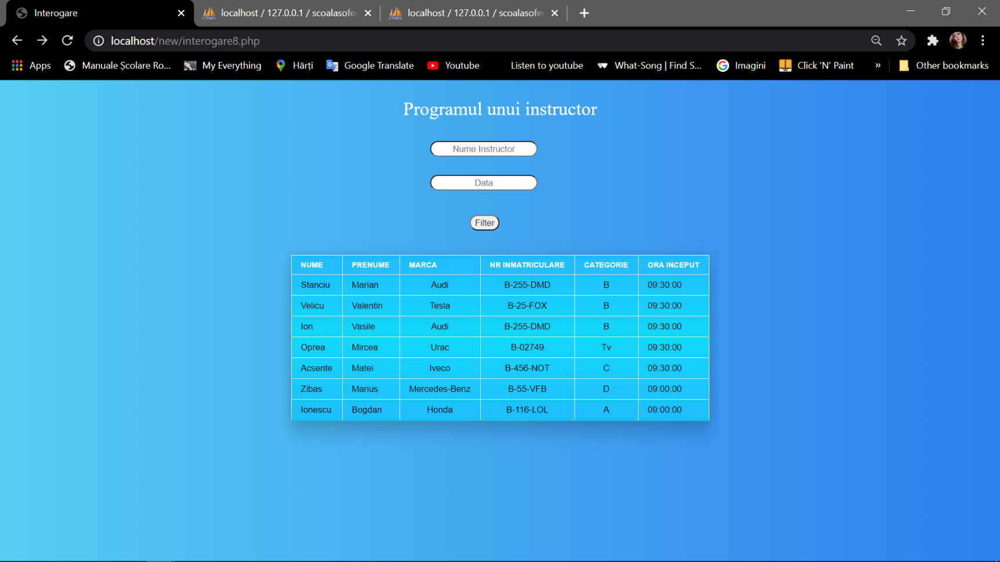 Interogare
localhost / 127.0.0.1 / scoalasofer
localhost / 127.0.0.1 / scoalasofer
localhost/new/interogare8.php
Apps
Manuale Școlare Ro...
My Everything
Hărți
Google Translate
Youtube
Listen to youtube
What-Song | Find S...
Imagini
Click 'N' Paint
»
Other bookmarks
Programul unui instructor
Nume Instructor
Data
Filter
NUME PRENUME MARCA NR INMATRICULARE CATEGORIE ORA INCEPUT
Stanciu Marian Audi B-255-DMD B 09:30:00
Velicu Valentin Tesla B-25-FOX B 09:30:00
Ion Vasile Audi B-255-DMD B 09:30:00
Oprea Mircea Urac B-02749 Tv 09:30:00
Acsente Matei Iveco B-456-NOT C 09:30:00
Zibas Marius Mercedes-Benz B-55-VFB D 09:00:00
Ionescu Bogdan Honda B-116-LOL A 09:00:00